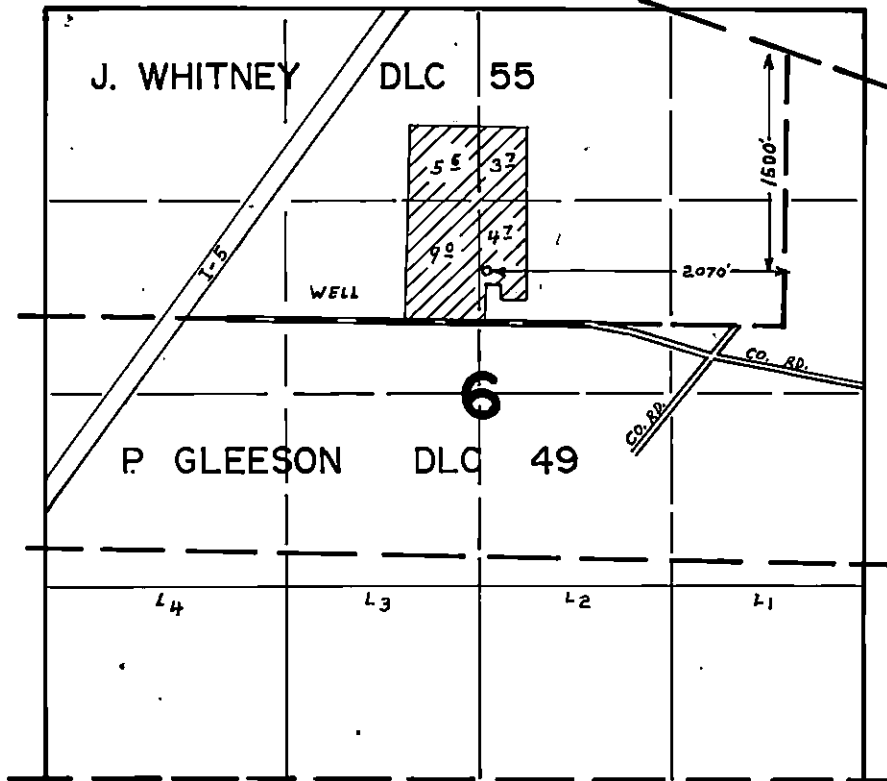 J. WHITNEY DLC 55
5 6 3 7
1500'
9 0 4 7
I-5
2070'
WELL
CO. RD.
6
CO. RD.
P. GLEESON DLC 49
L4 L3 L2 L1